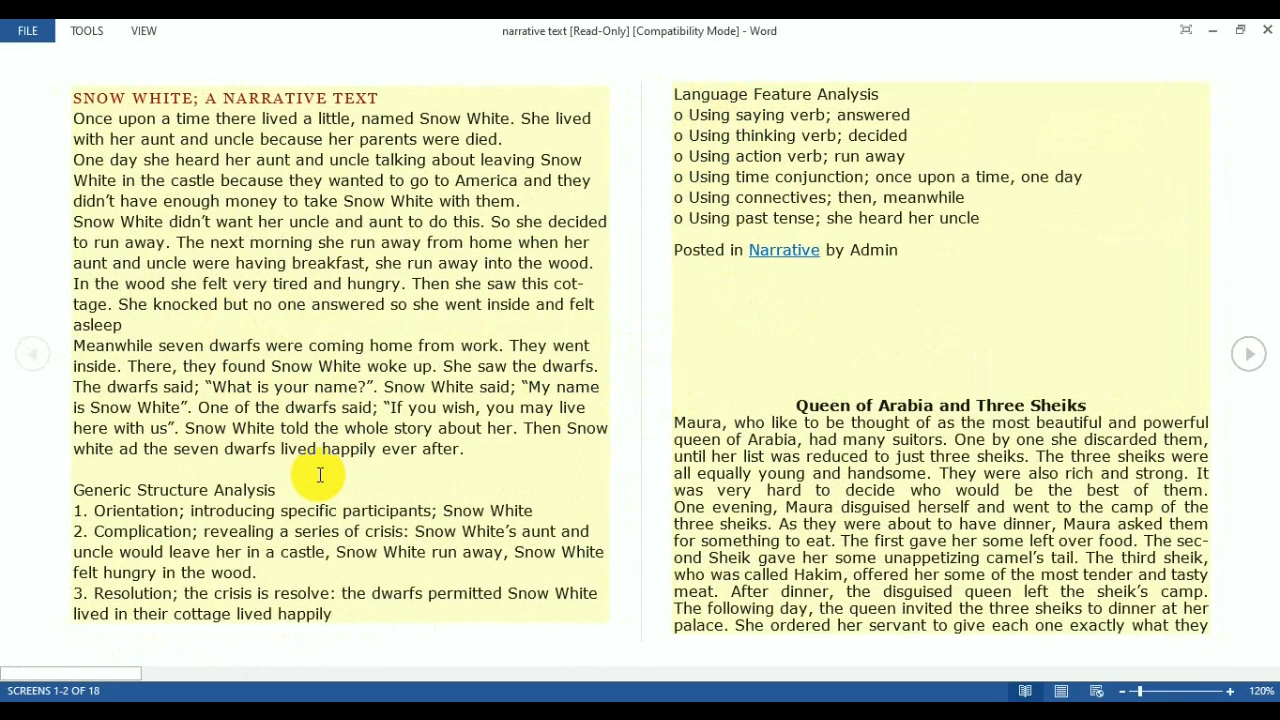 FILE TOOLS VIEW narrative text [Read-Only] [Compatibility Mode] - Word
SNOW WHITE; A NARRATIVE TEXT
Once upon a time there lived a little, named Snow White. She lived
with her aunt and uncle because her parents were died.
One day she heard her aunt and uncle talking about leaving Snow
White in the castle because they wanted to go to America and they
didn’t have enough money to take Snow White with them.
Snow White didn’t want her uncle and aunt to do this. So she decided
to run away. The next morning she run away from home when her
aunt and uncle were having breakfast, she run away into the wood.
In the wood she felt very tired and hungry. Then she saw this cot-
tage. She knocked but no one answered so she went inside and felt
asleep
Meanwhile seven dwarfs were coming home from work. They went
inside. There, they found Snow White woke up. She saw the dwarfs.
The dwarfs said; “What is your name?”. Snow White said; “My name
is Snow White”. One of the dwarfs said; “If you wish, you may live
here with us”. Snow White told the whole story about her. Then Snow
white ad the seven dwarfs lived happily ever after.
Generic Structure Analysis
1. Orientation; introducing specific participants; Snow White
2. Complication; revealing a series of crisis: Snow White’s aunt and
uncle would leave her in a castle, Snow White run away, Snow White
felt hungry in the wood.
3. Resolution; the crisis is resolve: the dwarfs permitted Snow White
lived in their cottage lived happily
Language Feature Analysis
o Using saying verb; answered
o Using thinking verb; decided
o Using action verb; run away
o Using time conjunction; once upon a time, one day
o Using connectives; then, meanwhile
o Using past tense; she heard her uncle
Posted in Narrative by Admin
Queen of Arabia and Three Sheiks
Maura, who like to be thought of as the most beautiful and powerful
queen of Arabia, had many suitors. One by one she discarded them,
until her list was reduced to just three sheiks. The three sheiks were
all equally young and handsome. They were also rich and strong. It
was very hard to decide who would be the best of them.
One evening, Maura disguised herself and went to the camp of the
three sheiks. As they were about to have dinner, Maura asked them
for something to eat. The first gave her some left over food. The sec-
ond Sheik gave her some unappetizing camel’s tail. The third sheik,
who was called Hakim, offered her some of the most tender and tasty
meat. After dinner, the disguised queen left the sheik’s camp.
The following day, the queen invited the three sheiks to dinner at her
palace. She ordered her servant to give each one exactly what they
SCREENS 1-2 OF 18 120%